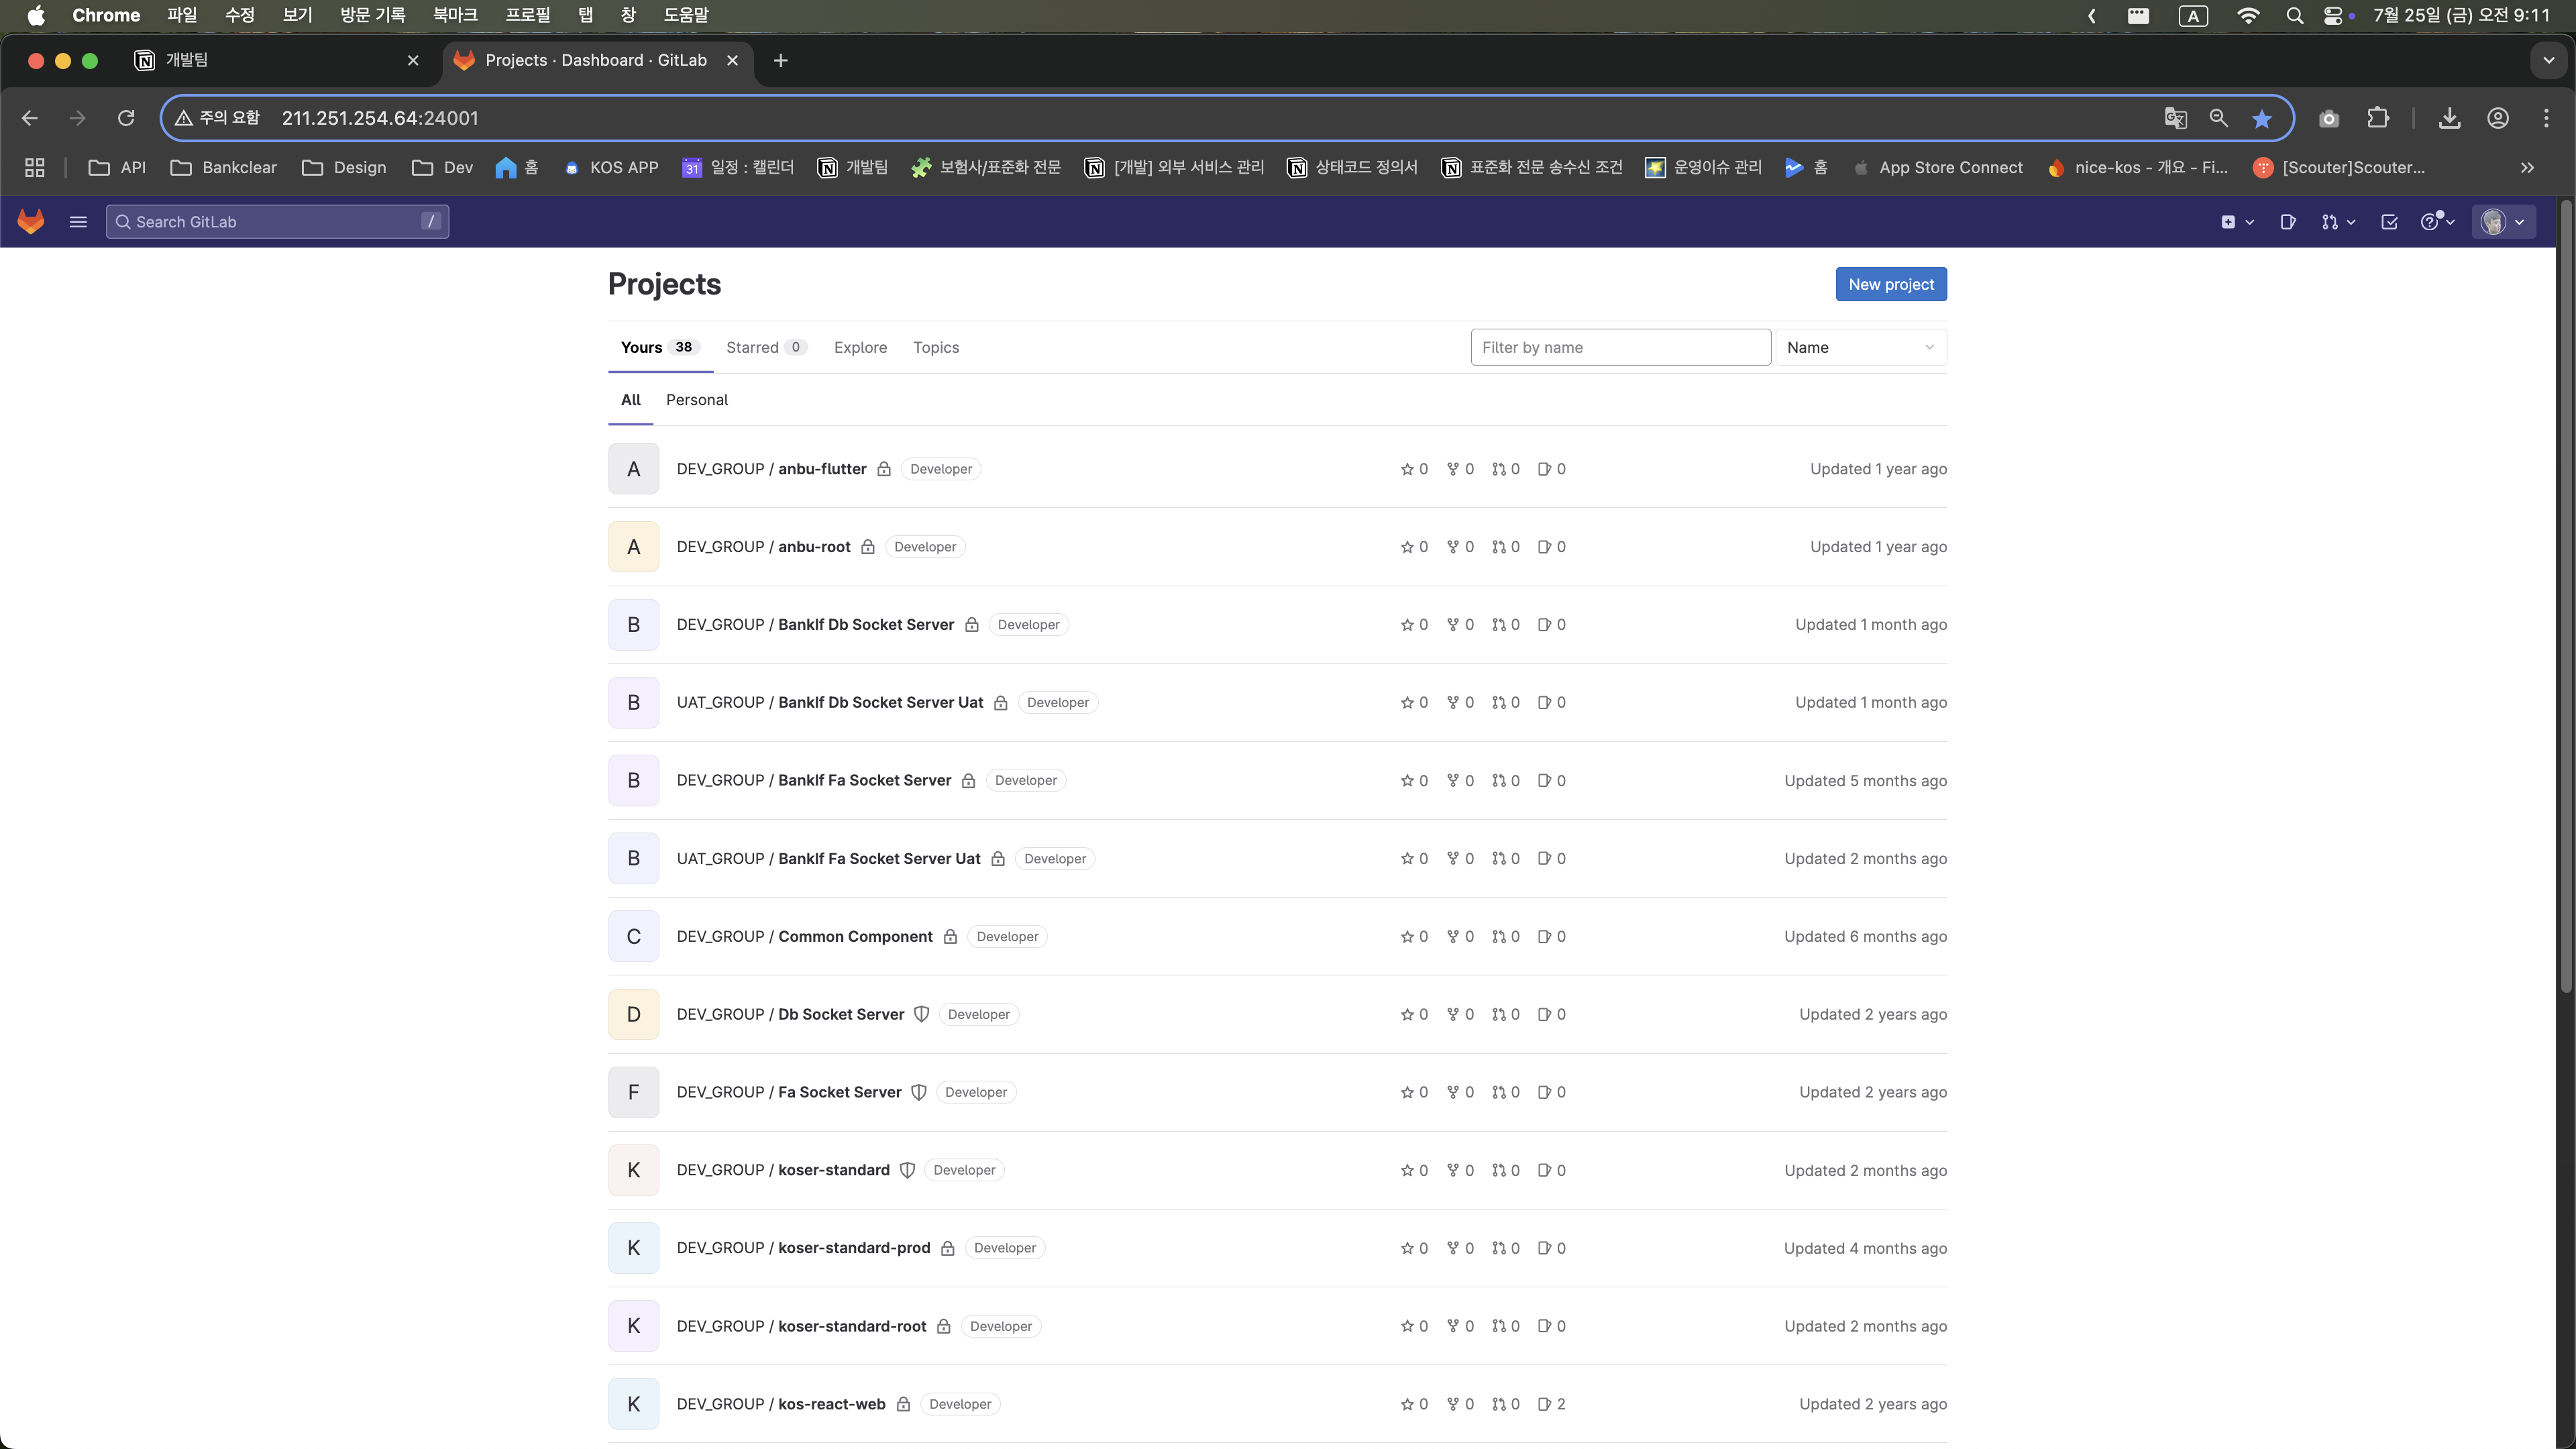 Chrome 파일 수정 보기 방문 기록 북마크 프로필 탭 창 도움말 A 7월 25일 (금) 오전 9:11
개발팀 Projects · Dashboard · GitLab
주의 요함 211.251.254.64:24001
API Bankclear Design Dev 홈 KOS APP 31 일정 : 캘린더 개발팀 보험사/표준화 전문 [개발] 외부 서비스 관리 상태코드 정의서 표준화 전문 송수신 조건 운영이슈 관리 홈 App Store Connect nice-kos - 개요 - Fi... [Scouter]Scouter...
Search GitLab /
Projects New project
Yours 38 Starred 0 Explore Topics Filter by name Name
All Personal
A DEV_GROUP / anbu-flutter Developer 0 0 0 0 Updated 1 year ago
A DEV_GROUP / anbu-root Developer 0 0 0 0 Updated 1 year ago
B DEV_GROUP / BankIf Db Socket Server Developer 0 0 0 0 Updated 1 month ago
B UAT_GROUP / BankIf Db Socket Server Uat Developer 0 0 0 0 Updated 1 month ago
B DEV_GROUP / BankIf Fa Socket Server Developer 0 0 0 0 Updated 5 months ago
B UAT_GROUP / BankIf Fa Socket Server Uat Developer 0 0 0 0 Updated 2 months ago
C DEV_GROUP / Common Component Developer 0 0 0 0 Updated 6 months ago
D DEV_GROUP / Db Socket Server Developer 0 0 0 0 Updated 2 years ago
F DEV_GROUP / Fa Socket Server Developer 0 0 0 0 Updated 2 years ago
K DEV_GROUP / koser-standard Developer 0 0 0 0 Updated 2 months ago
K DEV_GROUP / koser-standard-prod Developer 0 0 0 0 Updated 4 months ago
K DEV_GROUP / koser-standard-root Developer 0 0 0 0 Updated 2 months ago
K DEV_GROUP / kos-react-web Developer 0 0 0 2 Updated 2 years ago